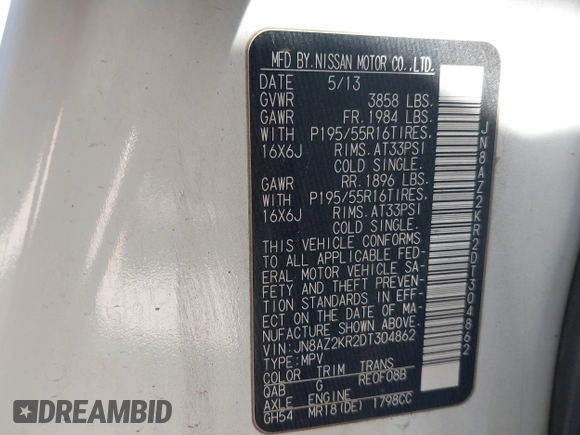 MFD BY.NISSAN MOTOR CO.,LTD.
DATE 5/13
GVWR 3858 LBS.
GAWR FR. 1984 LBS.
WITH P195/55R16TIRES.
16X6J RIMS. AT33PSI
COLD SINGLE.
GAWR RR. 1896 LBS.
WITH P195/55R16TIRES.
16X6J RIMS. AT33PSI
COLD SINGLE.
THIS VEHICLE CONFORMS
TO ALL APPLICABLE FED-
ERAL MOTOR VEHICLE SA-
FETY AND THEFT PREVEN-
TION STANDARDS IN EFF-
ECT ON THE DATE OF MA-
NUFACTURE SHOWN ABOVE.
VIN:JN8AZ2KR2DT304862
TYPE:MPV
COLOR TRIM TRANS
QAB G RE0F08B
AXLE ENGINE
GH54 MR18(DE) 1798CC
JN8AZ2KR2DT304862
DREAMBID